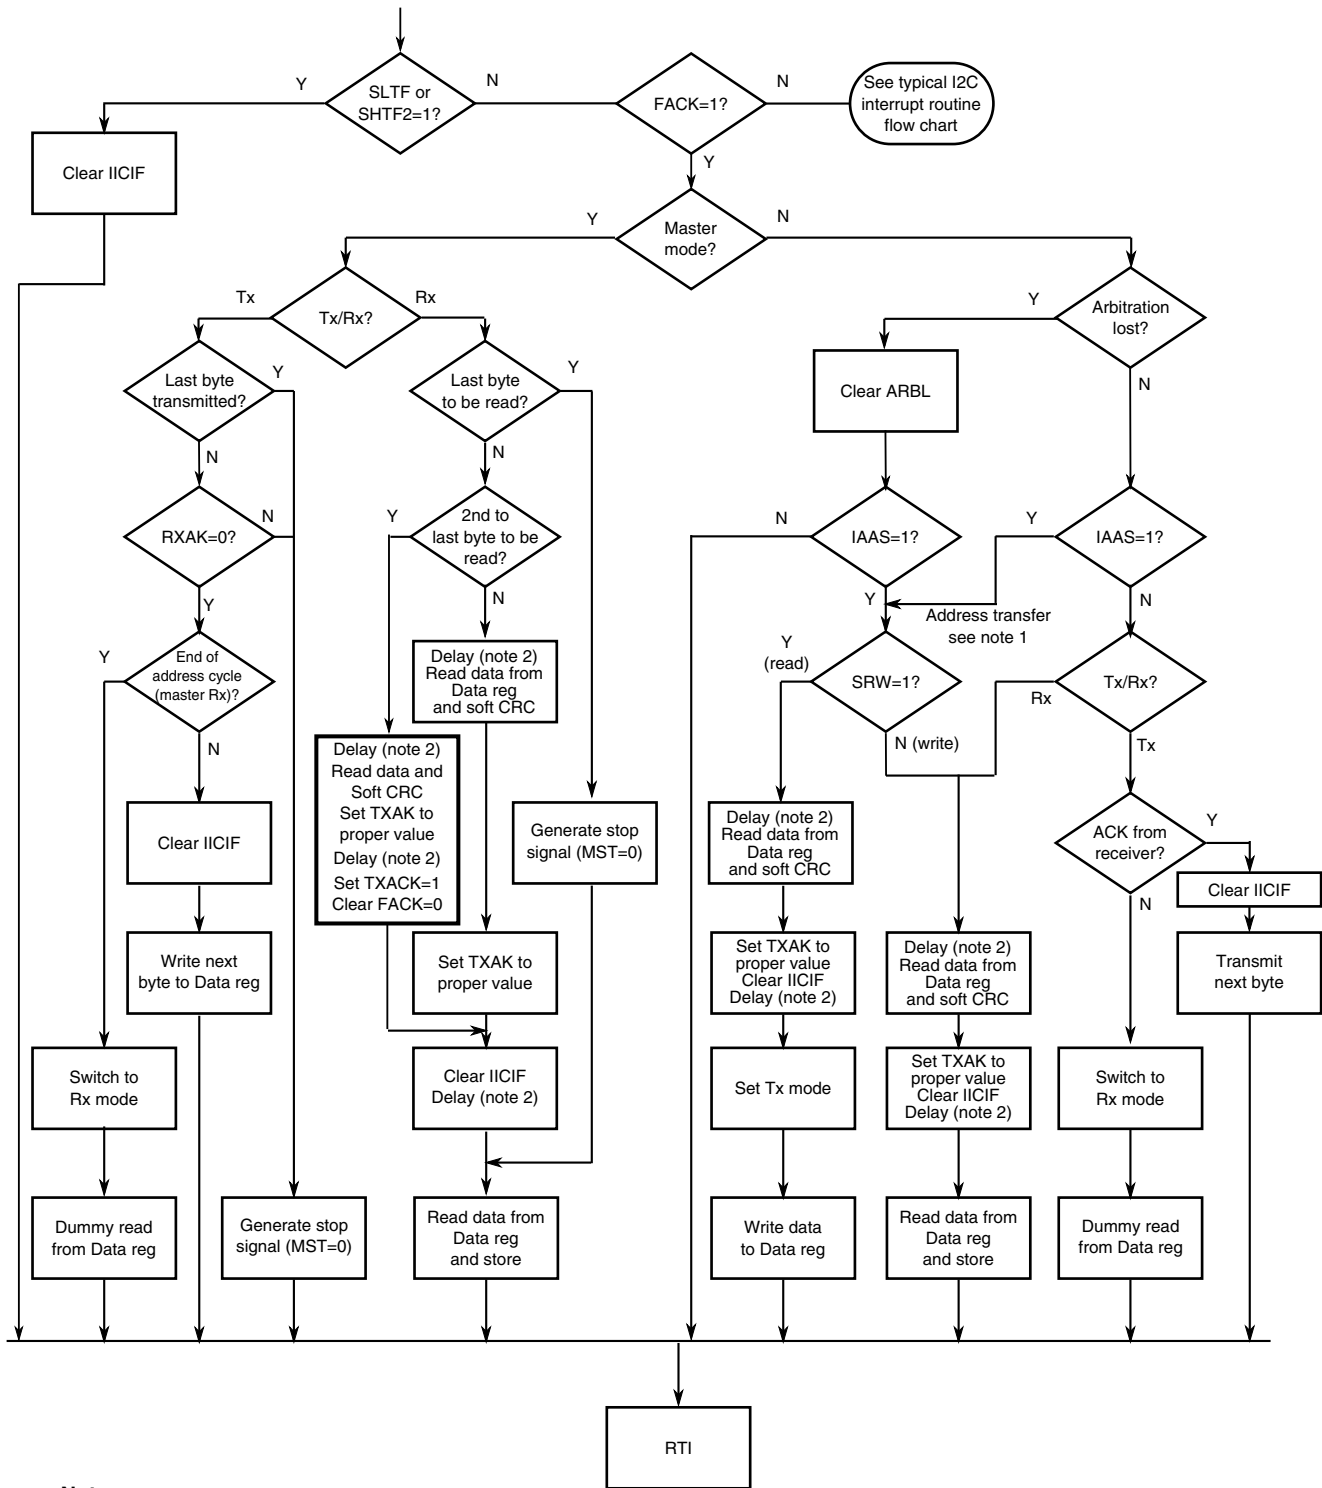 Y
SLTF or
SHTF2=1?
N
FACK=1?
N
See typical I2C
interrupt routine
flow chart
Clear IICIF
Y
Y
Master
mode?
N
Tx
Tx/Rx?
Rx
Y
Arbitration
lost?
Last byte
transmitted?
Y
Last byte
to be read?
Y
Clear ARBL
N
N
N
RXAK=0?
N
Y
2nd to
last byte to be
read?
N
IAAS=1?
Y
IAAS=1?
Y
N
Y
Address transfer
see note 1
N
Y
End of
address cycle
(master Rx)?
Delay (note 2)
Read data from
Data reg
and soft CRC
Y
(read)
SRW=1?
Rx
Tx/Rx?
N
N (write)
Tx
Delay (note 2)
Read data and
Soft CRC
Set TXAK to
proper value
Delay (note 2)
Set TXACK=1
Clear FACK=0
Clear IICIF
Generate stop
signal (MST=0)
Delay (note 2)
Read data from
Data reg
and soft CRC
ACK from
receiver?
Y
Clear IICIF
N
Write next
byte to Data reg
Set TXAK to
proper value
Set TXAK to
proper value
Clear IICIF
Delay (note 2)
Delay (note 2)
Read data from
Data reg
and soft CRC
Transmit
next byte
Switch to
Rx mode
Clear IICIF
Delay (note 2)
Set Tx mode
Set TXAK to
proper value
Clear IICIF
Delay (note 2)
Switch to
Rx mode
Dummy read
from Data reg
Generate stop
signal (MST=0)
Read data from
Data reg
and store
Write data
to Data reg
Read data from
Data reg
and store
Dummy read
from Data reg
RTI